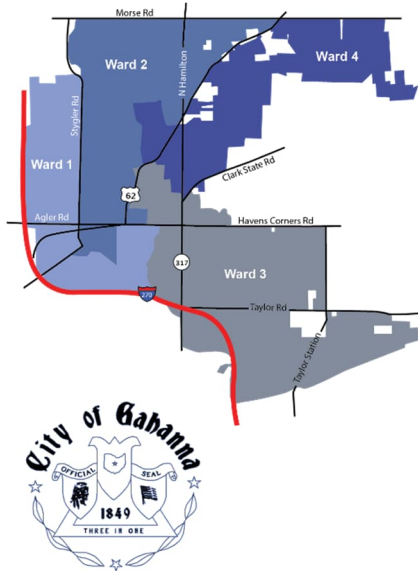 Morse Rd
Ward 2
Ward 4
N Hamilton
Stygler Rd
Ward 1
Clark State Rd
62
Agler Rd
Havens Corners Rd
317
Ward 3
270
Taylor Rd
Taylor Station
City of Gahanna
OFFICIAL SEAL
1849
THREE IN ONE